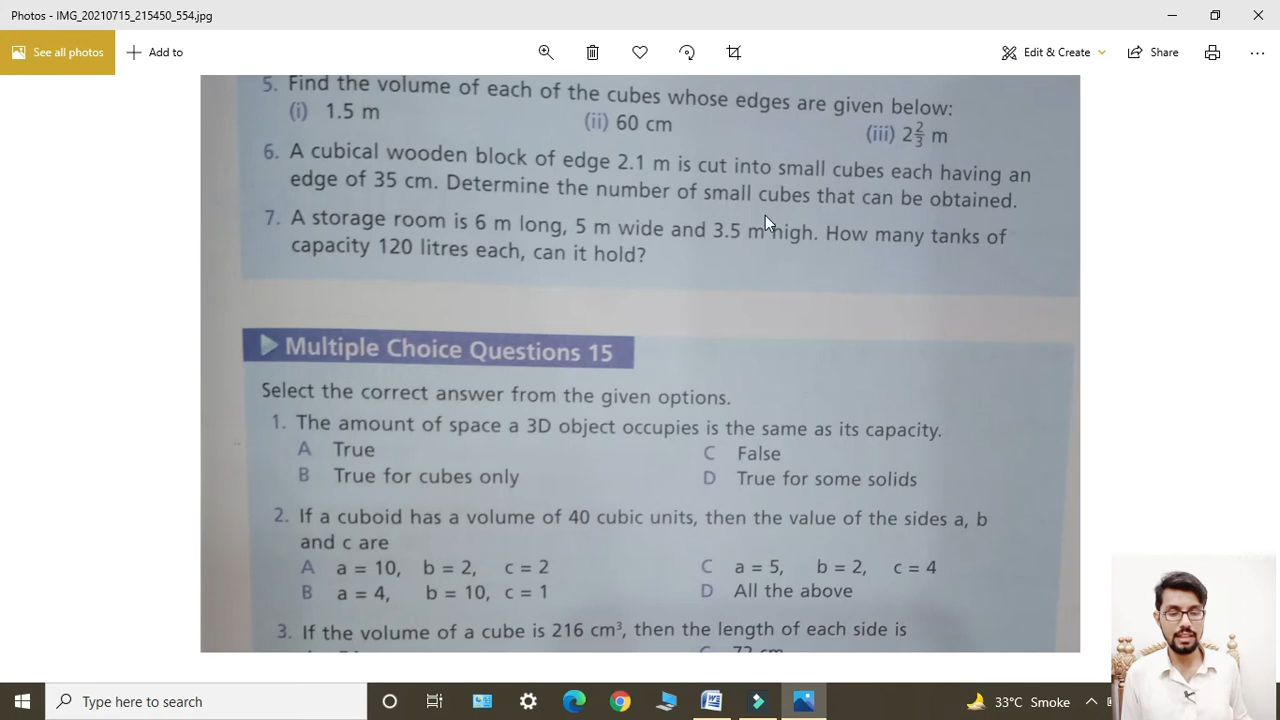 Photos - IMG_20210715_215450_554.jpg
See all photos
Add to
Edit & Create
Share
5. Find the volume of each of the cubes whose edges are given below:
(i) 1.5 m (ii) 60 cm (iii) 2 2/3 m
6. A cubical wooden block of edge 2.1 m is cut into small cubes each having an
edge of 35 cm. Determine the number of small cubes that can be obtained.
7. A storage room is 6 m long, 5 m wide and 3.5 m high. How many tanks of
capacity 120 litres each, can it hold?
Multiple Choice Questions 15
Select the correct answer from the given options.
1. The amount of space a 3D object occupies is the same as its capacity.
A True C False
B True for cubes only D True for some solids
2. If a cuboid has a volume of 40 cubic units, then the value of the sides a, b
and c are
A a = 10, b = 2, c = 2 C a = 5, b = 2, c = 4
B a = 4, b = 10, c = 1 D All the above
3. If the volume of a cube is 216 cm³, then the length of each side is
C 72 cm
Type here to search
33°C Smoke